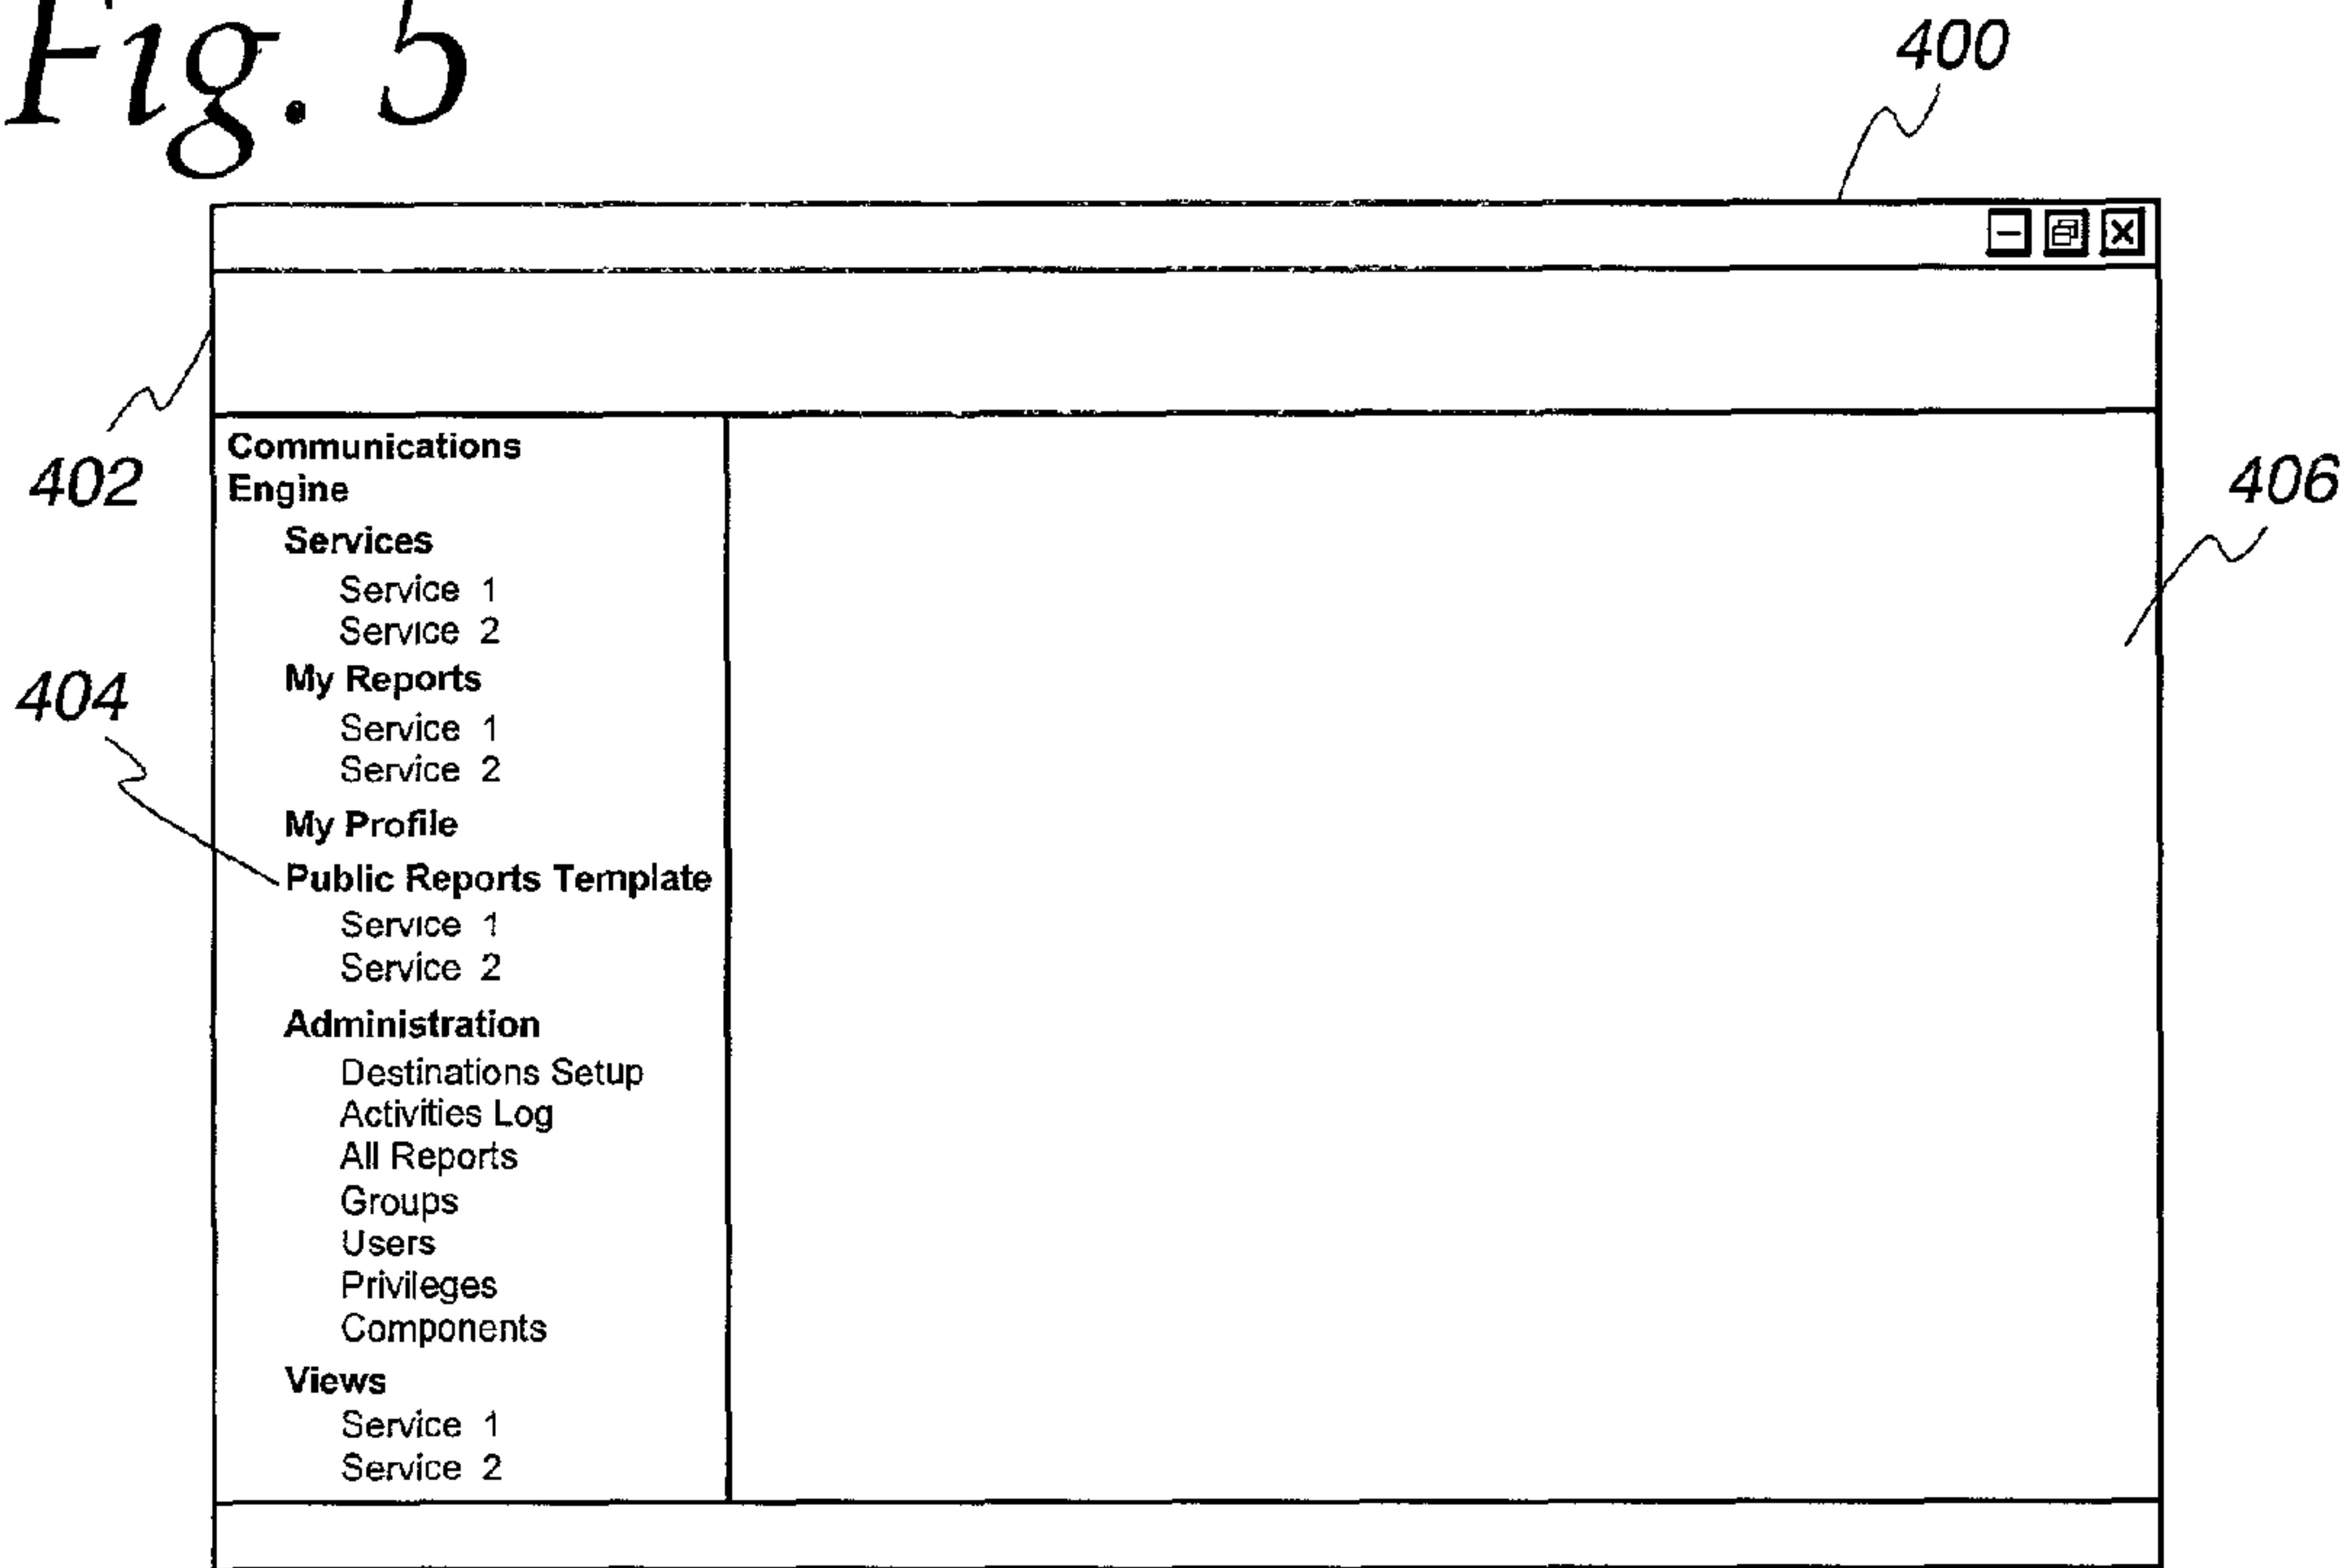 Fig. 5
400
402
Communications
Engine
406
Services
Service 1
Service 2
My Reports
404
Service 1
Service 2
My Profile
Public Reports Template
Service 1
Service 2
Administration
Destinations Setup
Activities Log
All Reports
Groups
Users
Privileges
Components
Views
Service 1
Service 2